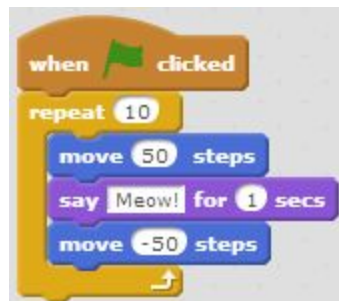 when clicked
repeat 10
move 50 steps
say Meow! for 1 secs
move -50 steps